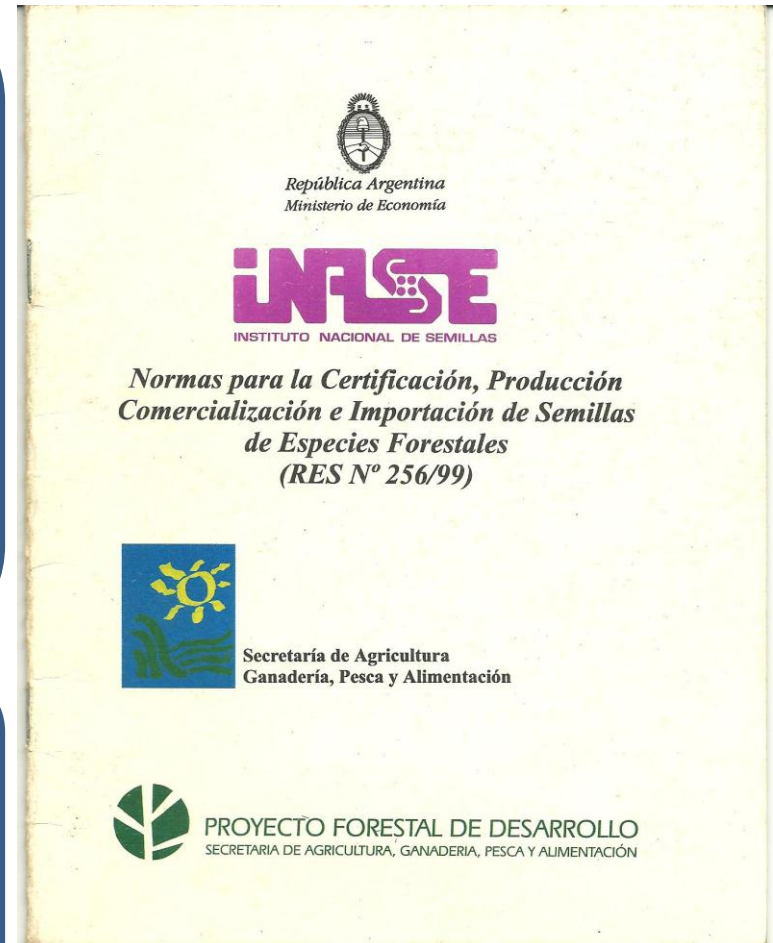 República Argentina
Ministerio de Economía
INASE
INSTITUTO NACIONAL DE SEMILLAS
Normas para la Certificación, Producción
Comercialización e Importación de Semillas
de Especies Forestales
(RES Nº 256/99)
Secretaría de Agricultura
Ganadería, Pesca y Alimentación
PROYECTO FORESTAL DE DESARROLLO
SECRETARIA DE AGRICULTURA, GANADERIA, PESCA Y ALIMENTACIÓN